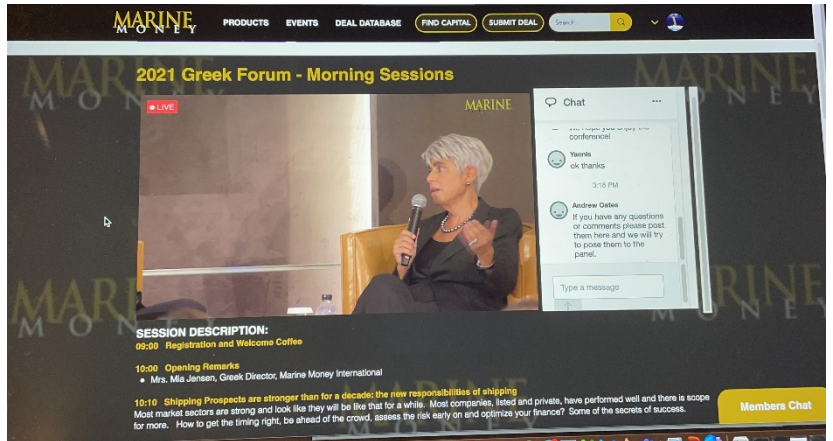 MARINE MONEY
PRODUCTS EVENTS DEAL DATABASE FIND CAPITAL SUBMIT DEAL Search...
MARINE
MONEY
MARINE
MONEY
2021 Greek Forum - Morning Sessions
LIVE
MARINE
Chat
conference!
Yannis
ok thanks
3:18 PM
Andrew Oates
If you have any questions
or comments please post
them here and we will try
to pose them to the
panel.
Type a message
SESSION DESCRIPTION:
09:00 Registration and Welcome Coffee
10:00 Opening Remarks
• Mrs. Mia Jensen, Greek Director, Marine Money International
10:10 Shipping Prospects are stronger than for a decade: the new responsibilities of shipping
Most market sectors are strong and look like they will be like that for a while. Most companies, listed and private, have performed well and there is scope
for more. How to get the timing right, be ahead of the crowd, assess the risk early on and optimize your finance? Some of the secrets of success.
Members Chat